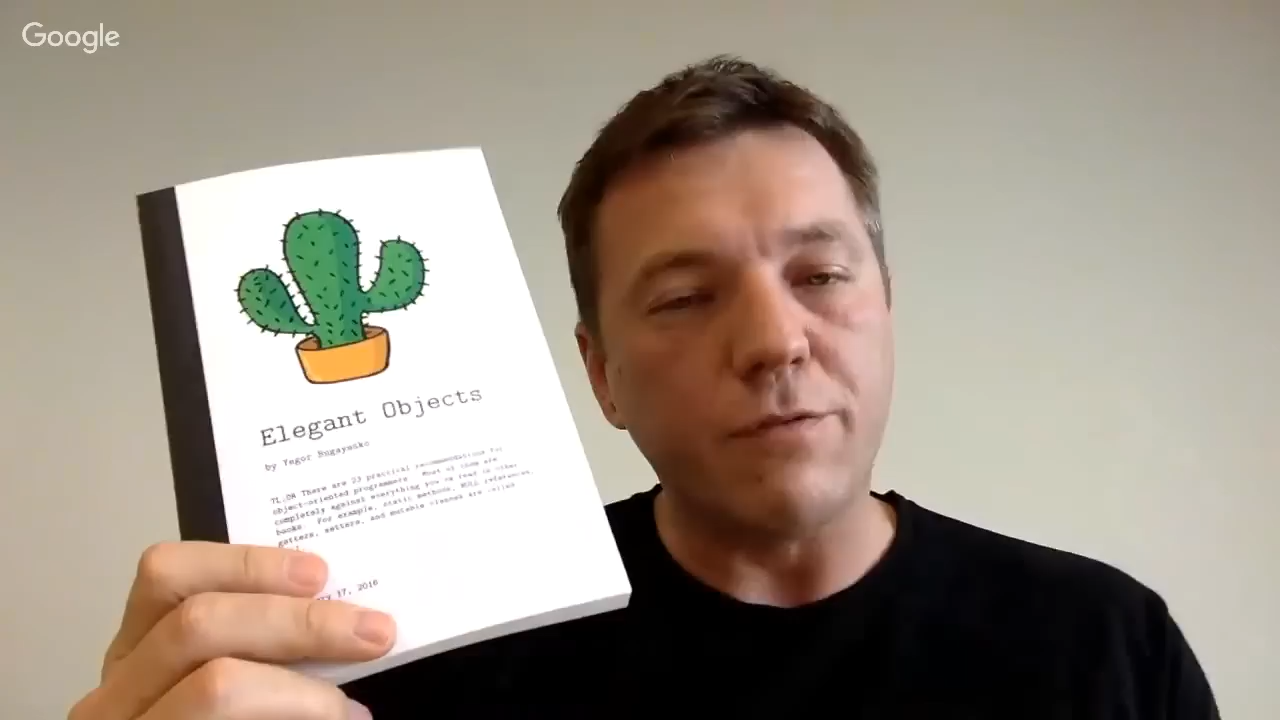 Google
Elegant Objects
by Yegor Bugayenko
TL;DR There are 23 practical recommendations for
object-oriented programmers. Most of them are
completely against everything you've read in other
books. For example, static methods, NULL references,
getters, setters, and mutable classes are called
17, 2016